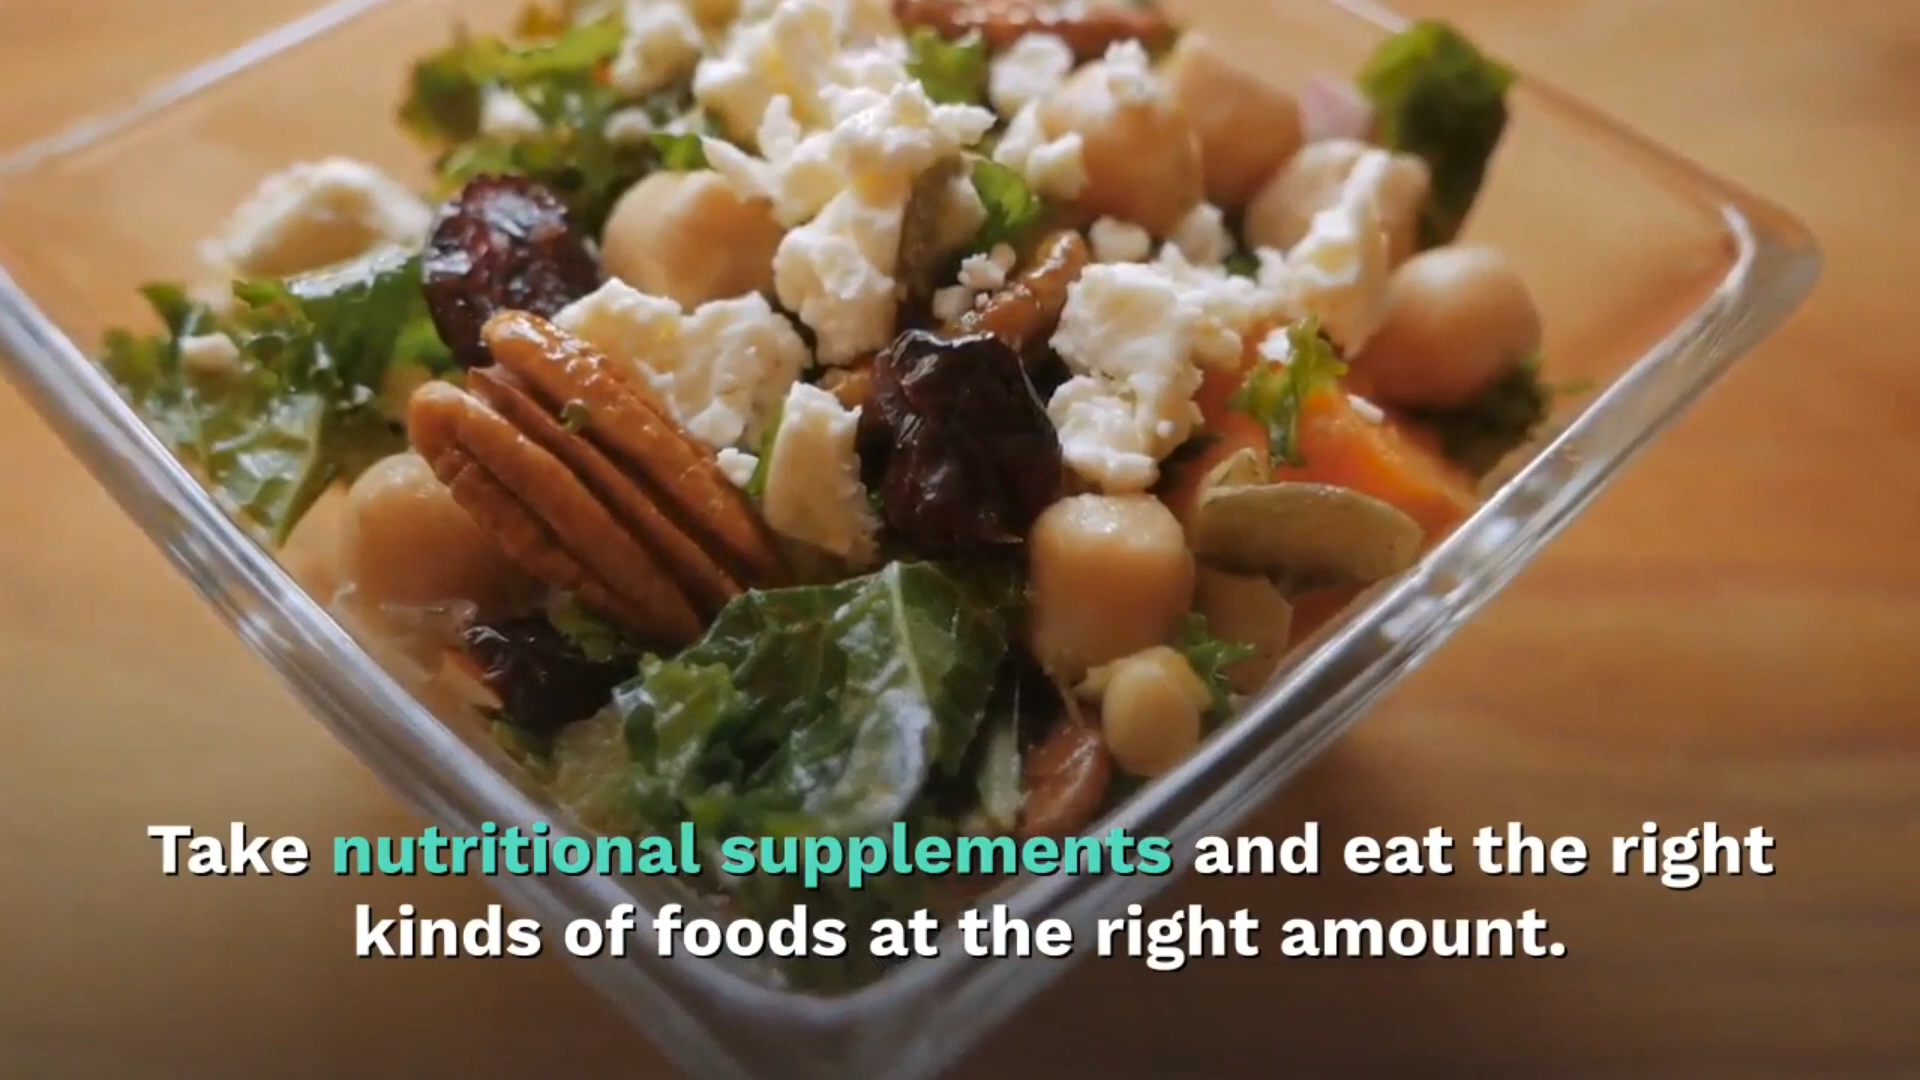 Take nutritional supplements and eat the right
kinds of foods at the right amount.